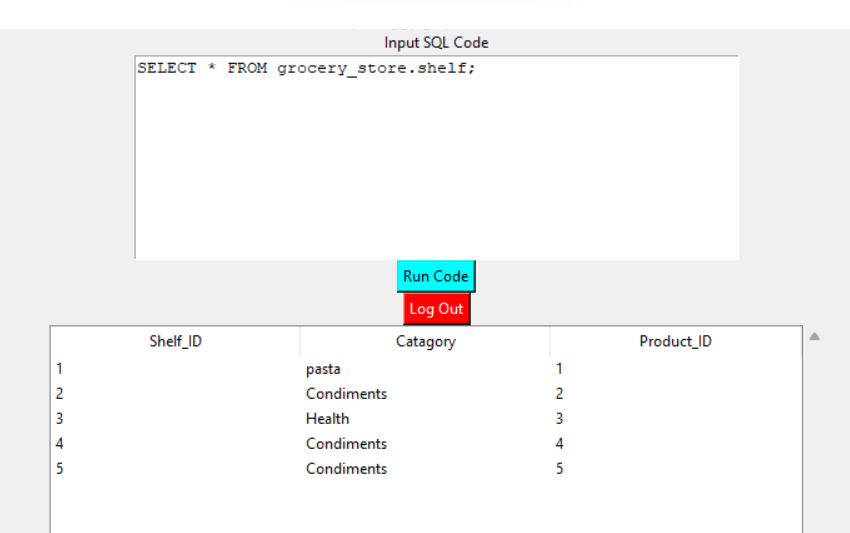 Input SQL Code
SELECT * FROM grocery_store.shelf;
Run Code
Log Out
Shelf_ID Catagory Product_ID
1 pasta 1
2 Condiments 2
3 Health 3
4 Condiments 4
5 Condiments 5